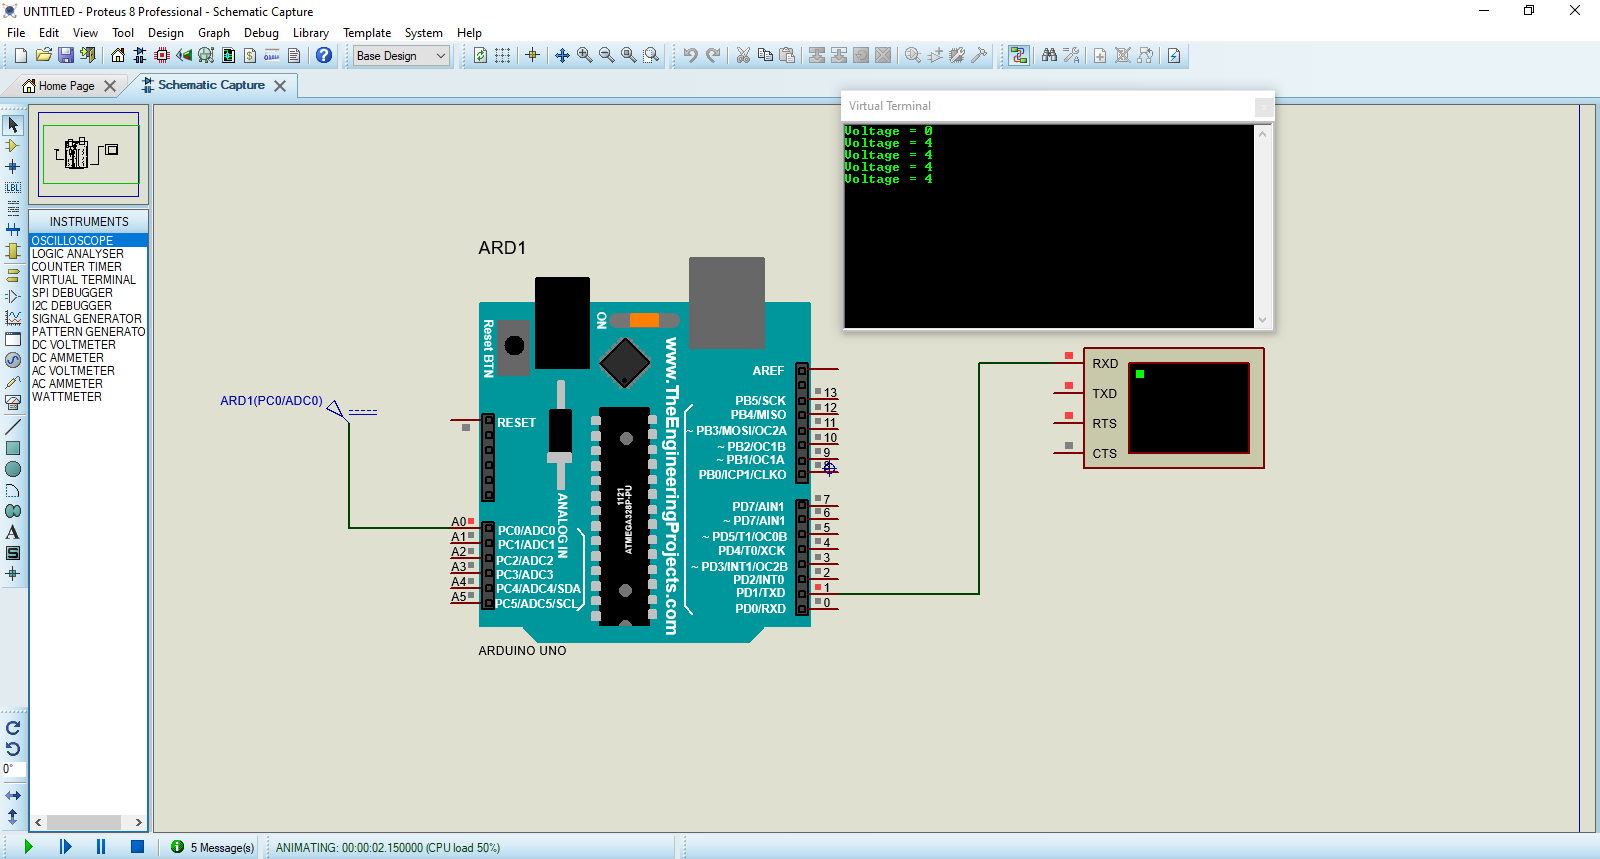 UNTITLED - Proteus 8 Professional - Schematic Capture
File Edit View Tool Design Graph Debug Library Template System Help
Base Design
Home Page
Schematic Capture
LBL
INSTRUMENTS
OSCILLOSCOPE
LOGIC ANALYSER
COUNTER TIMER
VIRTUAL TERMINAL
SPI DEBUGGER
I2C DEBUGGER
SIGNAL GENERATOR
PATTERN GENERATO
DC VOLTMETER
DC AMMETER
AC VOLTMETER
AC AMMETER
WATTMETER
A
S
0°
Virtual Terminal
Voltage = 0
Voltage = 4
Voltage = 4
Voltage = 4
Voltage = 4
ARD1
ARD1(PC0/ADC0)
Reset BTN
ON
www.TheEngineeringProjects.com
ANALOG IN
1121
ATMEGA328P-PU
RESET
A0 PC0/ADC0
A1 PC1/ADC1
A2 PC2/ADC2
A3 PC3/ADC3
A4 PC4/ADC4/SDA
A5 PC5/ADC5/SCL
AREF
PB5/SCK 13
PB4/MISO 12
~ PB3/MOSI/OC2A 11
~ PB2/OC1B 10
~ PB1/OC1A 9
PB0/ICP1/CLKO 8
PD7/AIN1 7
~ PD7/AIN1 6
~ PD5/T1/OC0B 5
PD4/T0/XCK 4
~ PD3/INT1/OC2B 3
PD2/INT0 2
PD1/TXD 1
PD0/RXD 0
ARDUINO UNO
RXD
TXD
RTS
CTS
5 Message(s)
ANIMATING: 00:00:02.150000 (CPU load 50%)